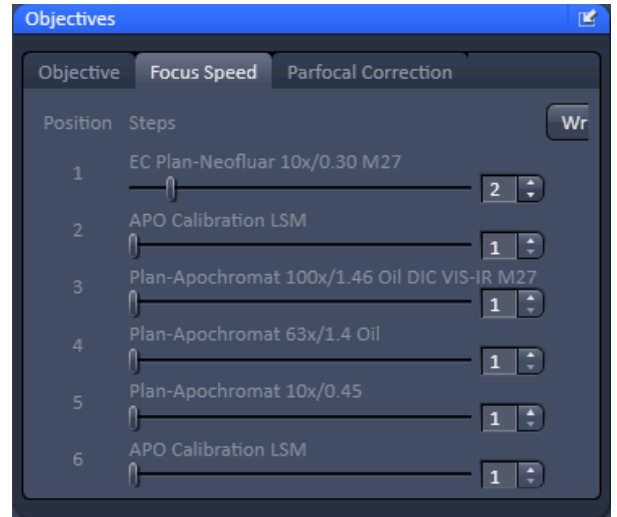 Objectives
Objective Focus Speed Parfocal Correction
Position Steps Wr
EC Plan-Neofluar 10x/0.30 M27
1 2
APO Calibration LSM
2 1
Plan-Apochromat 100x/1.46 Oil DIC VIS-IR M27
3 1
Plan-Apochromat 63x/1.4 Oil
4 1
Plan-Apochromat 10x/0.45
5 1
APO Calibration LSM
6 1